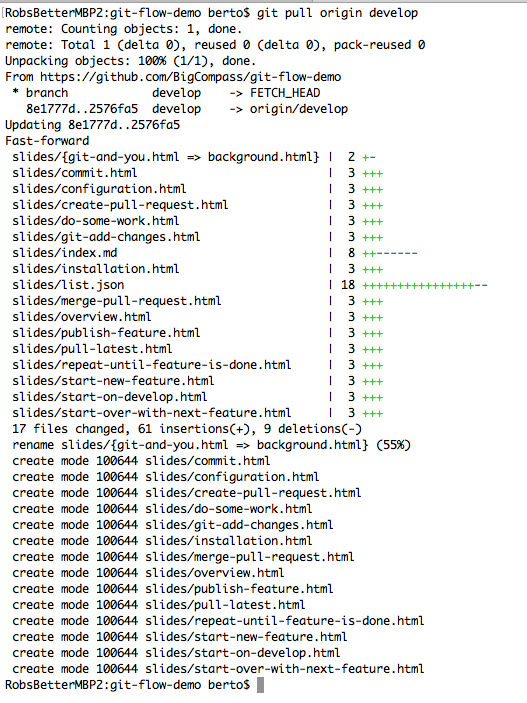 [RobsBetterMBP2:git-flow-demo berto$ git pull origin develop
remote: Counting objects: 1, done.
remote: Total 1 (delta 0), reused 0 (delta 0), pack-reused 0
Unpacking objects: 100% (1/1), done.
From https://github.com/BigCompass/git-flow-demo
 * branch            develop    -> FETCH_HEAD
   8e1777d..2576fa5  develop    -> origin/develop
Updating 8e1777d..2576fa5
Fast-forward
 slides/{git-and-you.html => background.html} |  2 +-
 slides/commit.html                           |  3 +++
 slides/configuration.html                    |  3 +++
 slides/create-pull-request.html              |  3 +++
 slides/do-some-work.html                     |  3 +++
 slides/git-add-changes.html                  |  3 +++
 slides/index.md                              |  8 ++------
 slides/installation.html                     |  3 +++
 slides/list.json                             | 18 ++++++++++++++++--
 slides/merge-pull-request.html               |  3 +++
 slides/overview.html                         |  3 +++
 slides/publish-feature.html                  |  3 +++
 slides/pull-latest.html                      |  3 +++
 slides/repeat-until-feature-is-done.html     |  3 +++
 slides/start-new-feature.html                |  3 +++
 slides/start-on-develop.html                 |  3 +++
 slides/start-over-with-next-feature.html     |  3 +++
 17 files changed, 61 insertions(+), 9 deletions(-)
 rename slides/{git-and-you.html => background.html} (55%)
 create mode 100644 slides/commit.html
 create mode 100644 slides/configuration.html
 create mode 100644 slides/create-pull-request.html
 create mode 100644 slides/do-some-work.html
 create mode 100644 slides/git-add-changes.html
 create mode 100644 slides/installation.html
 create mode 100644 slides/merge-pull-request.html
 create mode 100644 slides/overview.html
 create mode 100644 slides/publish-feature.html
 create mode 100644 slides/pull-latest.html
 create mode 100644 slides/repeat-until-feature-is-done.html
 create mode 100644 slides/start-new-feature.html
 create mode 100644 slides/start-on-develop.html
 create mode 100644 slides/start-over-with-next-feature.html
RobsBetterMBP2:git-flow-demo berto$